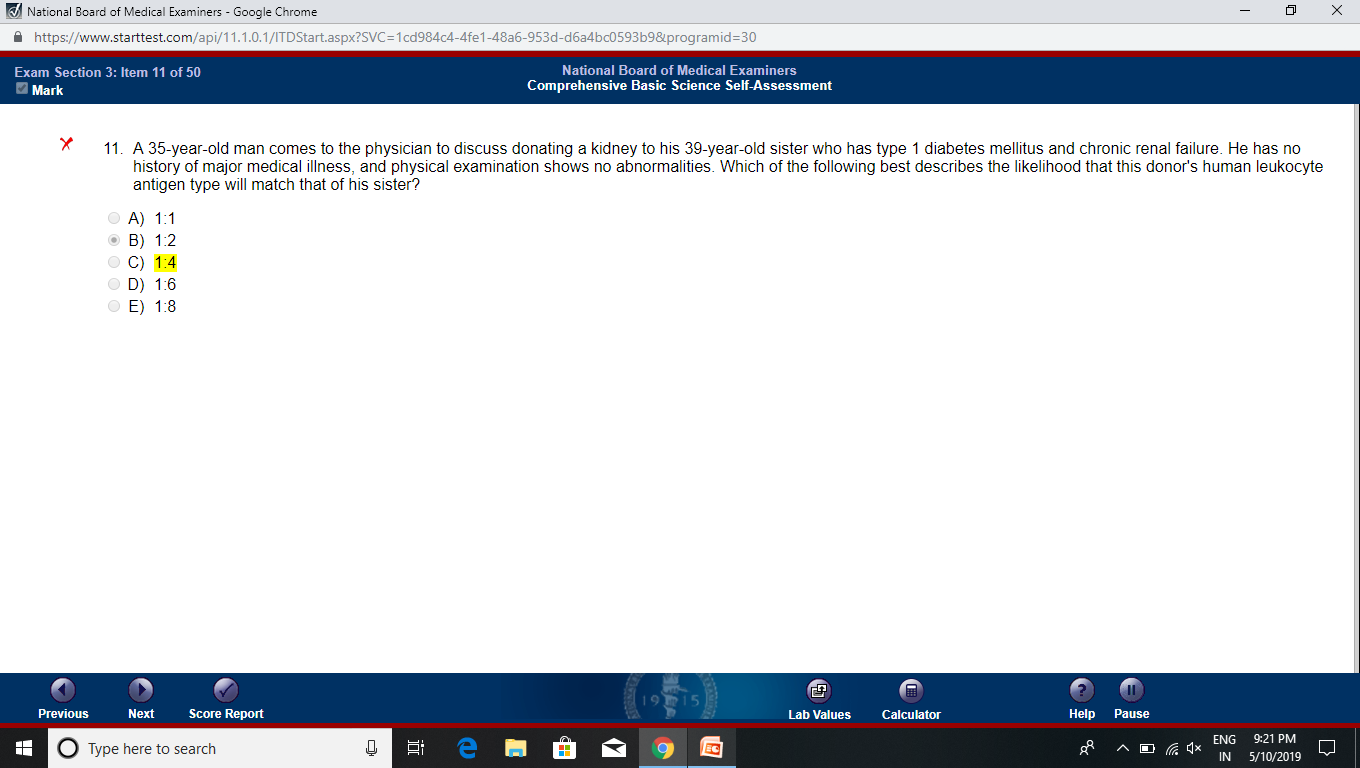 National Board of Medical Examiners - Google Chrome
https://www.starttest.com/api/11.1.0.1/ITDStart.aspx?SVC=1cd984c4-4fe1-48a6-953d-d6a4bc0593b9&programid=30
Exam Section 3: Item 11 of 50
National Board of Medical Examiners
Mark
Comprehensive Basic Science Self-Assessment
11. A 35-year-old man comes to the physician to discuss donating a kidney to his 39-year-old sister who has type 1 diabetes mellitus and chronic renal failure. He has no
history of major medical illness, and physical examination shows no abnormalities. Which of the following best describes the likelihood that this donor's human leukocyte
antigen type will match that of his sister?
A) 1:1
B) 1:2
C) 1:4
D) 1:6
E) 1:8
19 15
Previous
Next
Score Report
Lab Values
Calculator
Help
Pause
Type here to search
ENG
IN
9:21 PM
5/10/2019